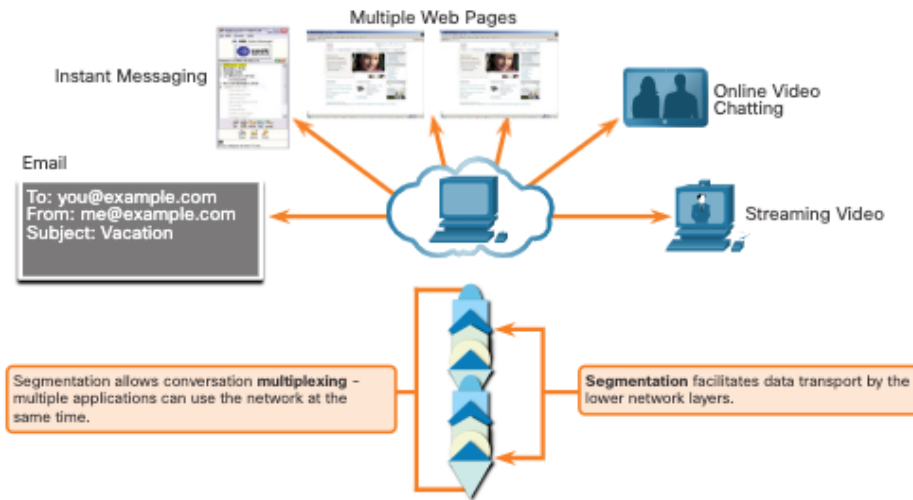 Multiple Web Pages
Instant Messaging
Online Video
Chatting
Email
To: you@example.com
From: me@example.com
Subject: Vacation
Streaming Video
Segmentation allows conversation multiplexing -
multiple applications can use the network at the
same time.
Segmentation facilitates data transport by the
lower network layers.